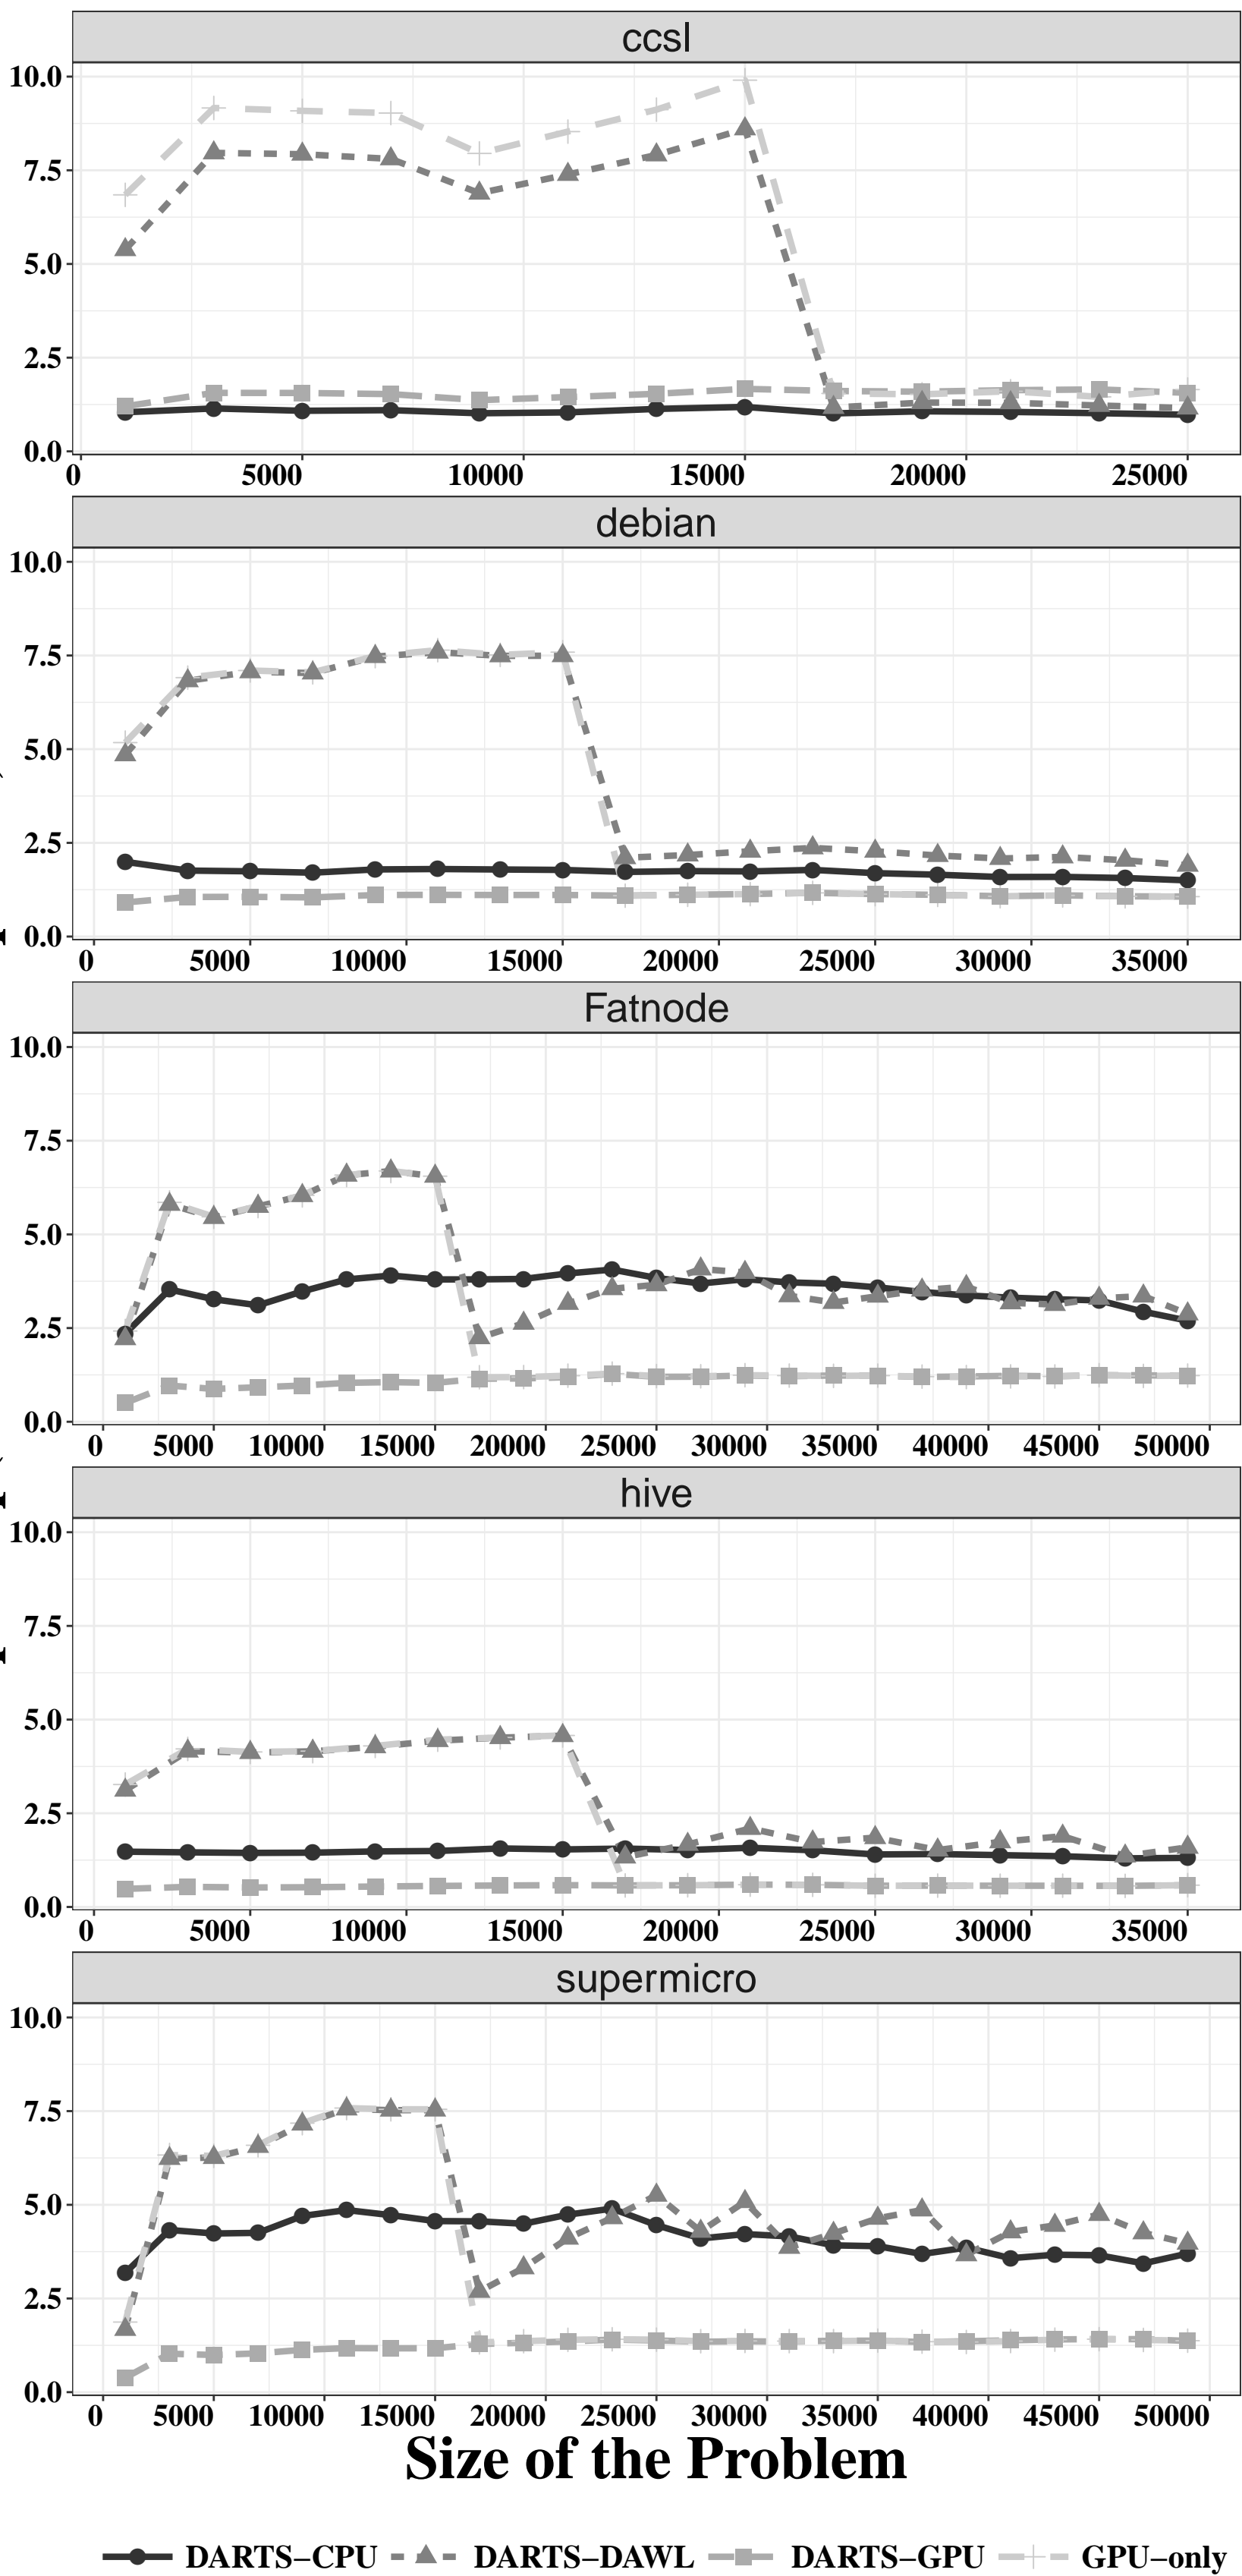 ccsl
10.0
7.5
5.0
2.5
0.0
0 5000 10000 15000 20000 25000
debian
10.0
7.5
5.0
2.5
0.0
0 5000 10000 15000 20000 25000 30000 35000
Fatnode
10.0
7.5
5.0
2.5
0.0
0 5000 10000 15000 20000 25000 30000 35000 40000 45000 50000
hive
10.0
7.5
5.0
2.5
0.0
0 5000 10000 15000 20000 25000 30000 35000
supermicro
10.0
7.5
5.0
2.5
0.0
0 5000 10000 15000 20000 25000 30000 35000 40000 45000 50000
Size of the Problem
DARTS−CPU DARTS−DAWL DARTS−GPU GPU−only